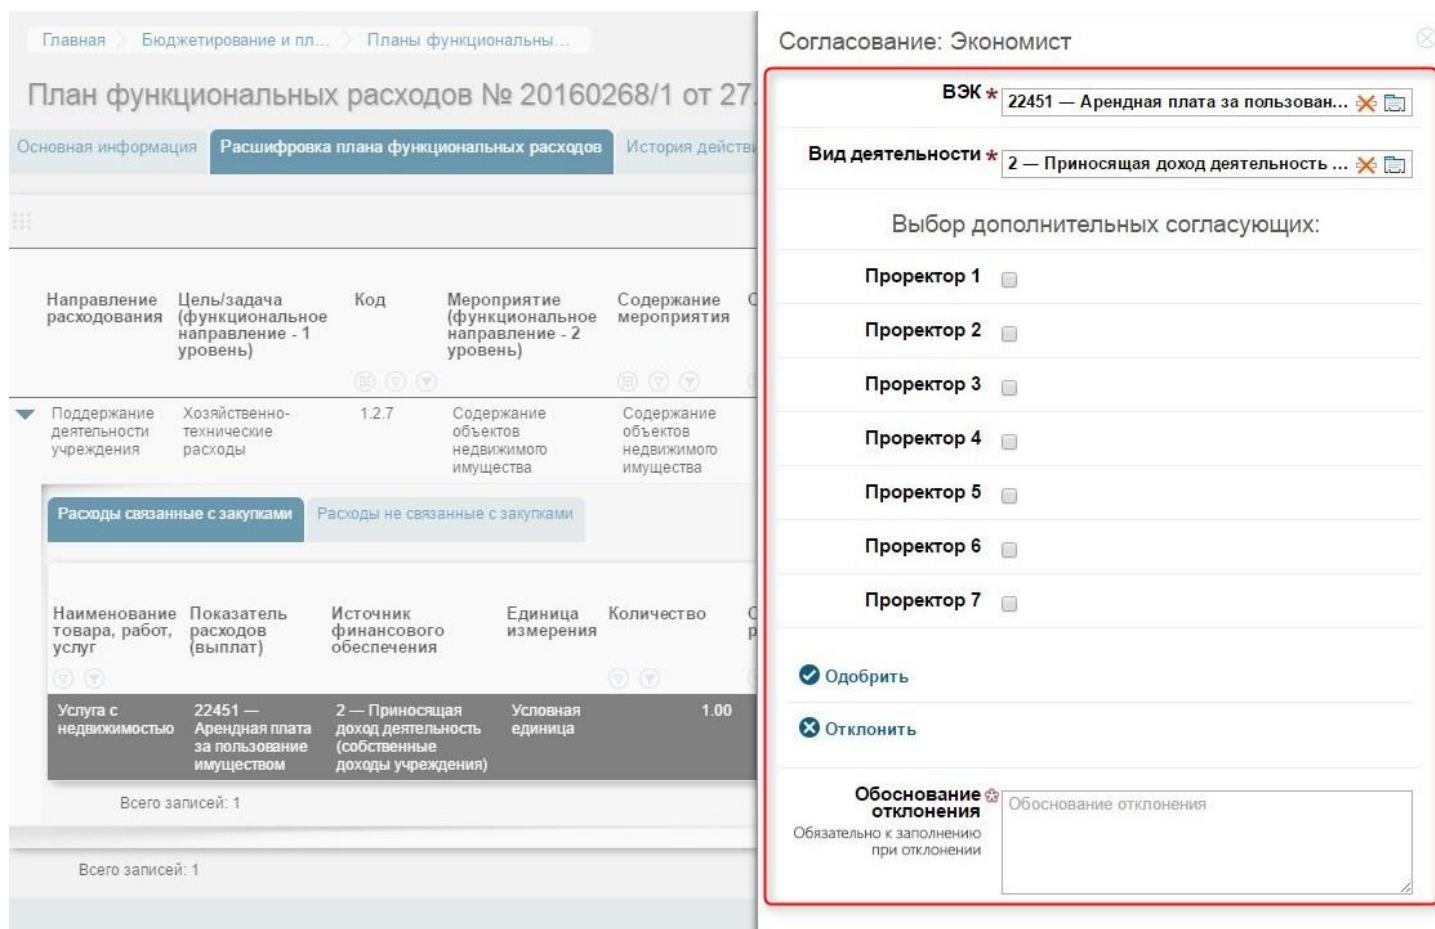 Главная Бюджетирование и пл... Планы функциональны...
План функциональных расходов № 20160268/1 от 27.
Основная информация Расшифровка плана функциональных расходов История действи
Направление расходования
Цель/задача (функциональное направление - 1 уровень)
Код
Мероприятие (функциональное направление - 2 уровень)
Содержание мероприятия
Поддержание деятельности учреждения
Хозяйственно-технические расходы
1.2.7
Содержание объектов недвижимого имущества
Содержание объектов недвижимого имущества
Расходы связанные с закупками Расходы не связанные с закупками
Наименование товара, работ, услуг
Показатель расходов (выплат)
Источник финансового обеспечения
Единица измерения
Количество
Услуга с недвижимостью
22451 — Арендная плата за пользование имуществом
2 — Приносящая доход деятельность (собственные доходы учреждения)
Условная единица
1.00
Всего записей: 1
Всего записей: 1
Согласование: Экономист
ВЭК * 22451 — Арендная плата за пользован...
Вид деятельности * 2 — Приносящая доход деятельность ...
Выбор дополнительных согласующих:
Проректор 1
Проректор 2
Проректор 3
Проректор 4
Проректор 5
Проректор 6
Проректор 7
Одобрить
Отклонить
Обоснование отклонения
Обязательно к заполнению при отклонении
Обоснование отклонения